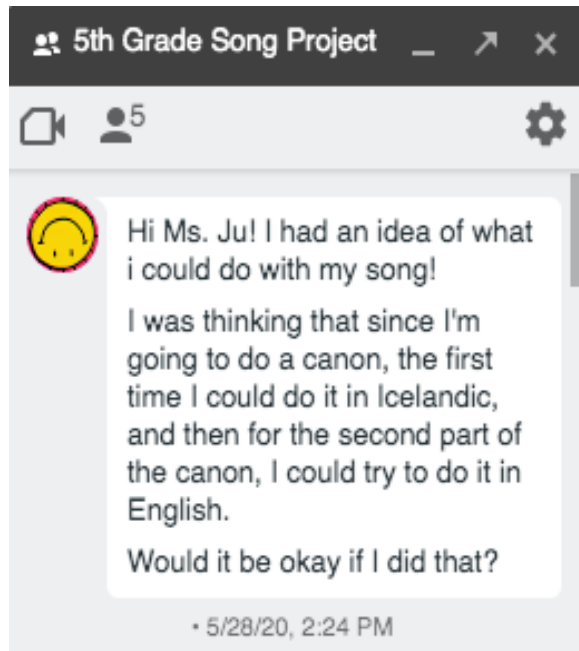 5th Grade Song Project
5
Hi Ms. Ju! I had an idea of what
i could do with my song!
I was thinking that since I'm
going to do a canon, the first
time I could do it in Icelandic,
and then for the second part of
the canon, I could try to do it in
English.
Would it be okay if I did that?
• 5/28/20, 2:24 PM